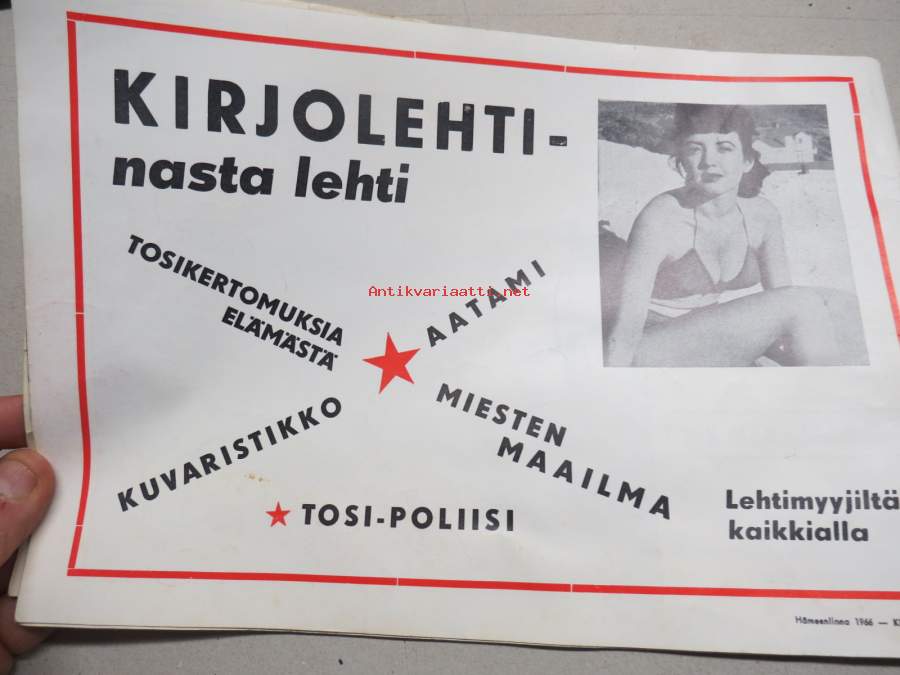 KIRJOLEHTI-
nasta lehti
TOSIKERTOMUKSIA
ELÄMÄSTÄ
AATAMI
Antikvariaatti.net
KUVARISTIKKO
MIESTEN
MAAILMA
TOSI-POLIISI
Lehtimyyjiltä
kaikkialla
Hämeenlinna 1966 —